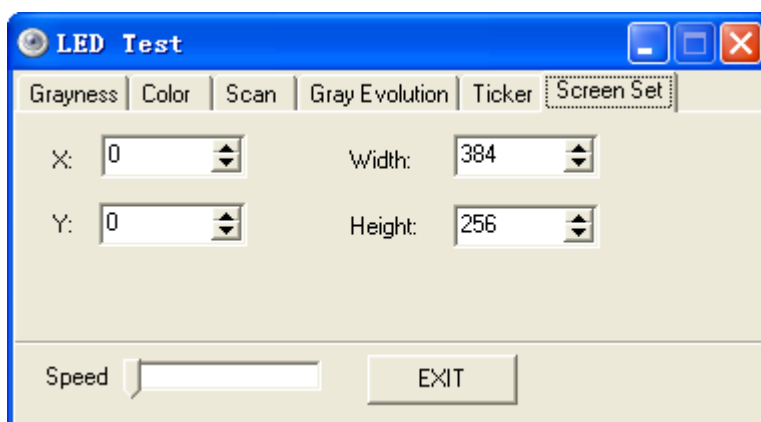 LED Test
Grayness Color Scan Gray Evolution Ticker Screen Set
X: 0 Width: 384
Y: 0 Height: 256
Speed EXIT